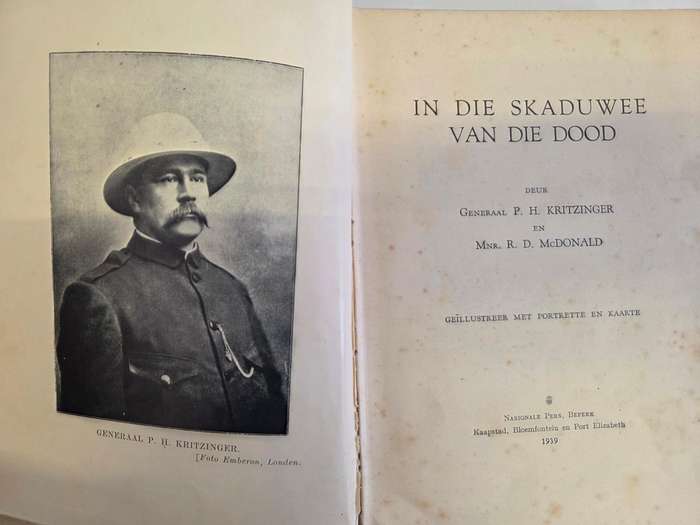 GENERAAL P. H. KRITZINGER.
[Foto Emberon, Londen.
IN DIE SKADUWEE
VAN DIE DOOD
DEUR
GENERAAL P. H. KRITZINGER
EN
MNR. R. D. McDONALD
GEÏLLUSTREER MET PORTRETTE EN KAARTE
NASIONALE PERS, BEPERK
Kaapstad, Bloemfontein en Port Elizabeth
1939